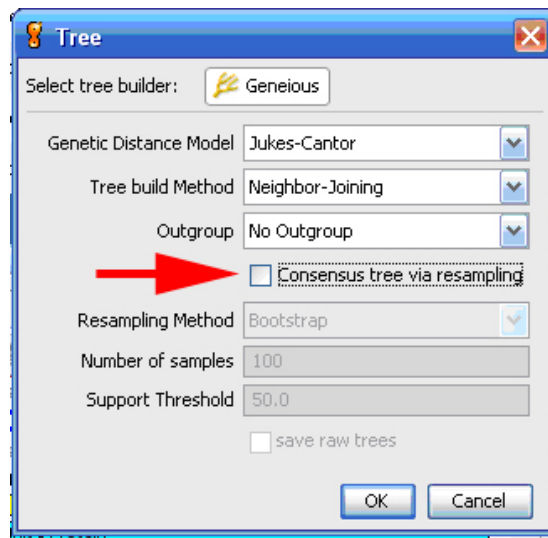 Tree
Select tree builder: Geneious
Genetic Distance Model Jukes-Cantor
Tree build Method Neighbor-Joining
Outgroup No Outgroup
Consensus tree via resampling
Resampling Method Bootstrap
Number of samples 100
Support Threshold 50.0
save raw trees
OK Cancel